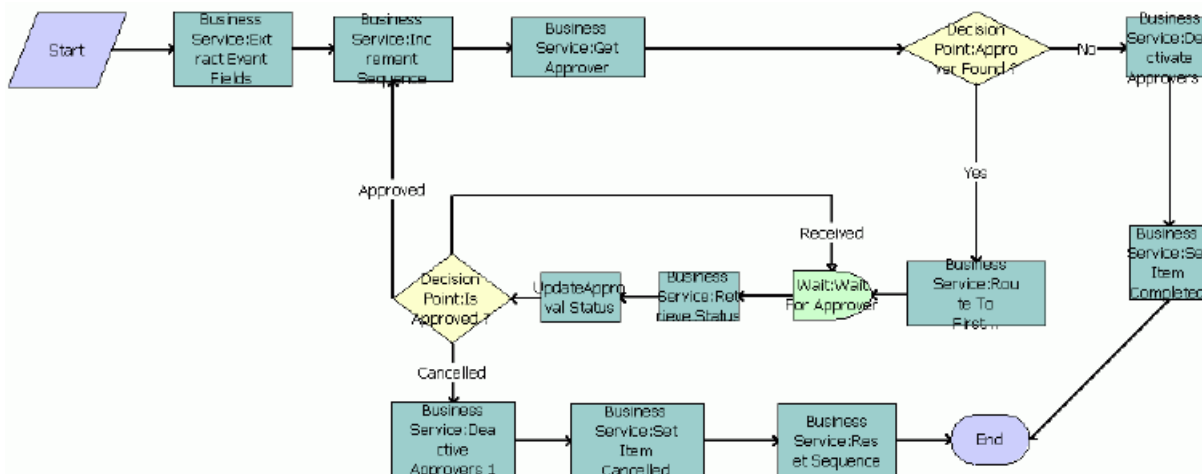 Start
Business
Service:Ext
ract Event
Fields
Business
Service:Inc
rement
Sequence
Business
Service:Get
Approver
Decision
Point:Appro
ver Found ?
No
Business
Service:De
ctivate
Approvers
Approved
Yes
Received
Decision
Point:Is
Approved ?
UpdateAppro
val Status
Business
Service:Ret
rieve Status
Wait:Wait
For Approver
Business
Service:Rou
te To
First..
Business
Service:Se
Item
Completed
Cancelled
Business
Service:Dea
ctive
Approvers 1
Business
Service:Set
Item
Cancelled
Business
Service:Res
et Sequence
End